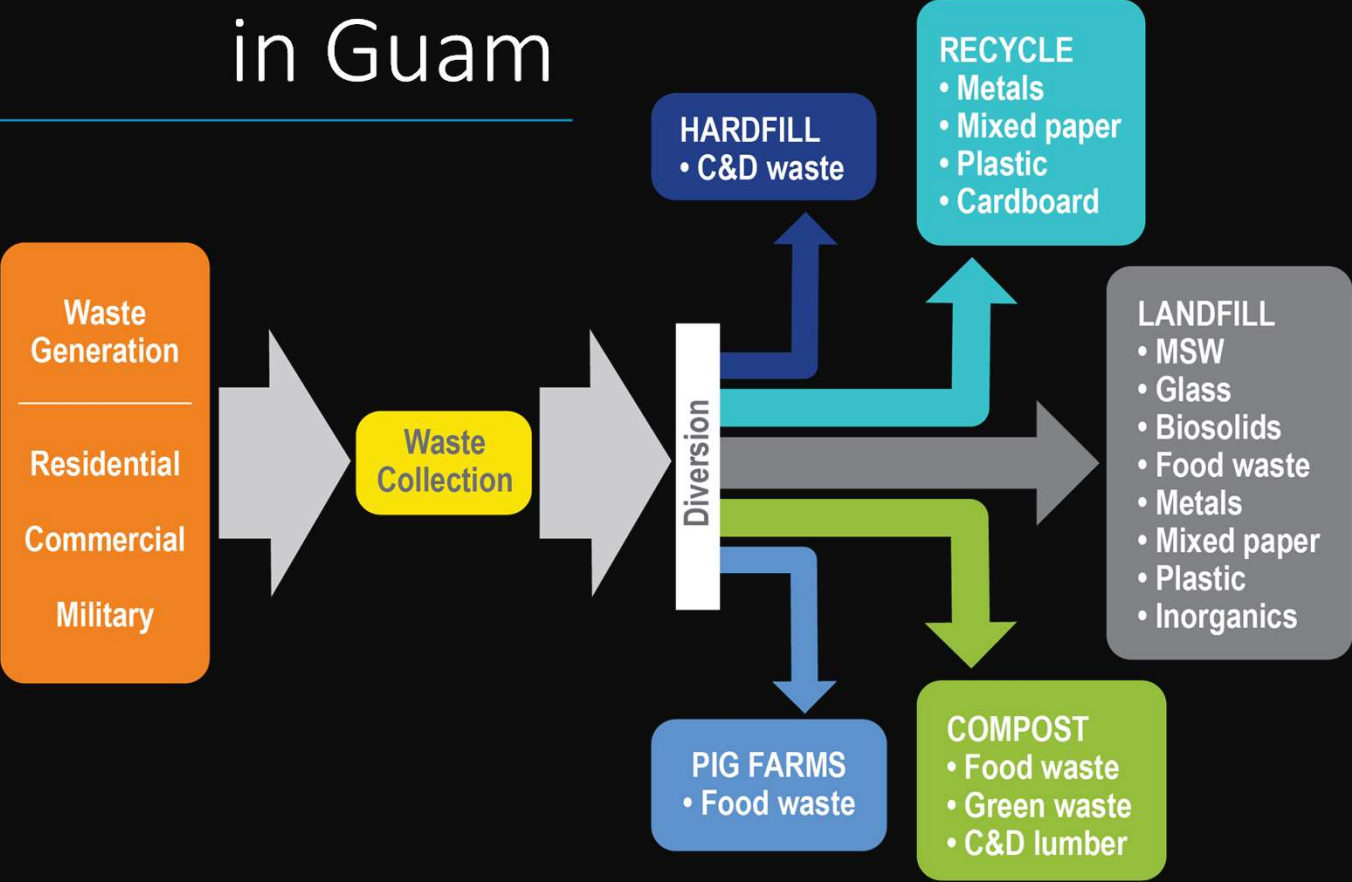 in Guam
Waste
Generation
Residential
Commercial
Military
Waste
Collection
Diversion
HARDFILL
• C&D waste
RECYCLE
• Metals
• Mixed paper
• Plastic
• Cardboard
LANDFILL
• MSW
• Glass
• Biosolids
• Food waste
• Metals
• Mixed paper
• Plastic
• Inorganics
COMPOST
• Food waste
• Green waste
• C&D lumber
PIG FARMS
• Food waste